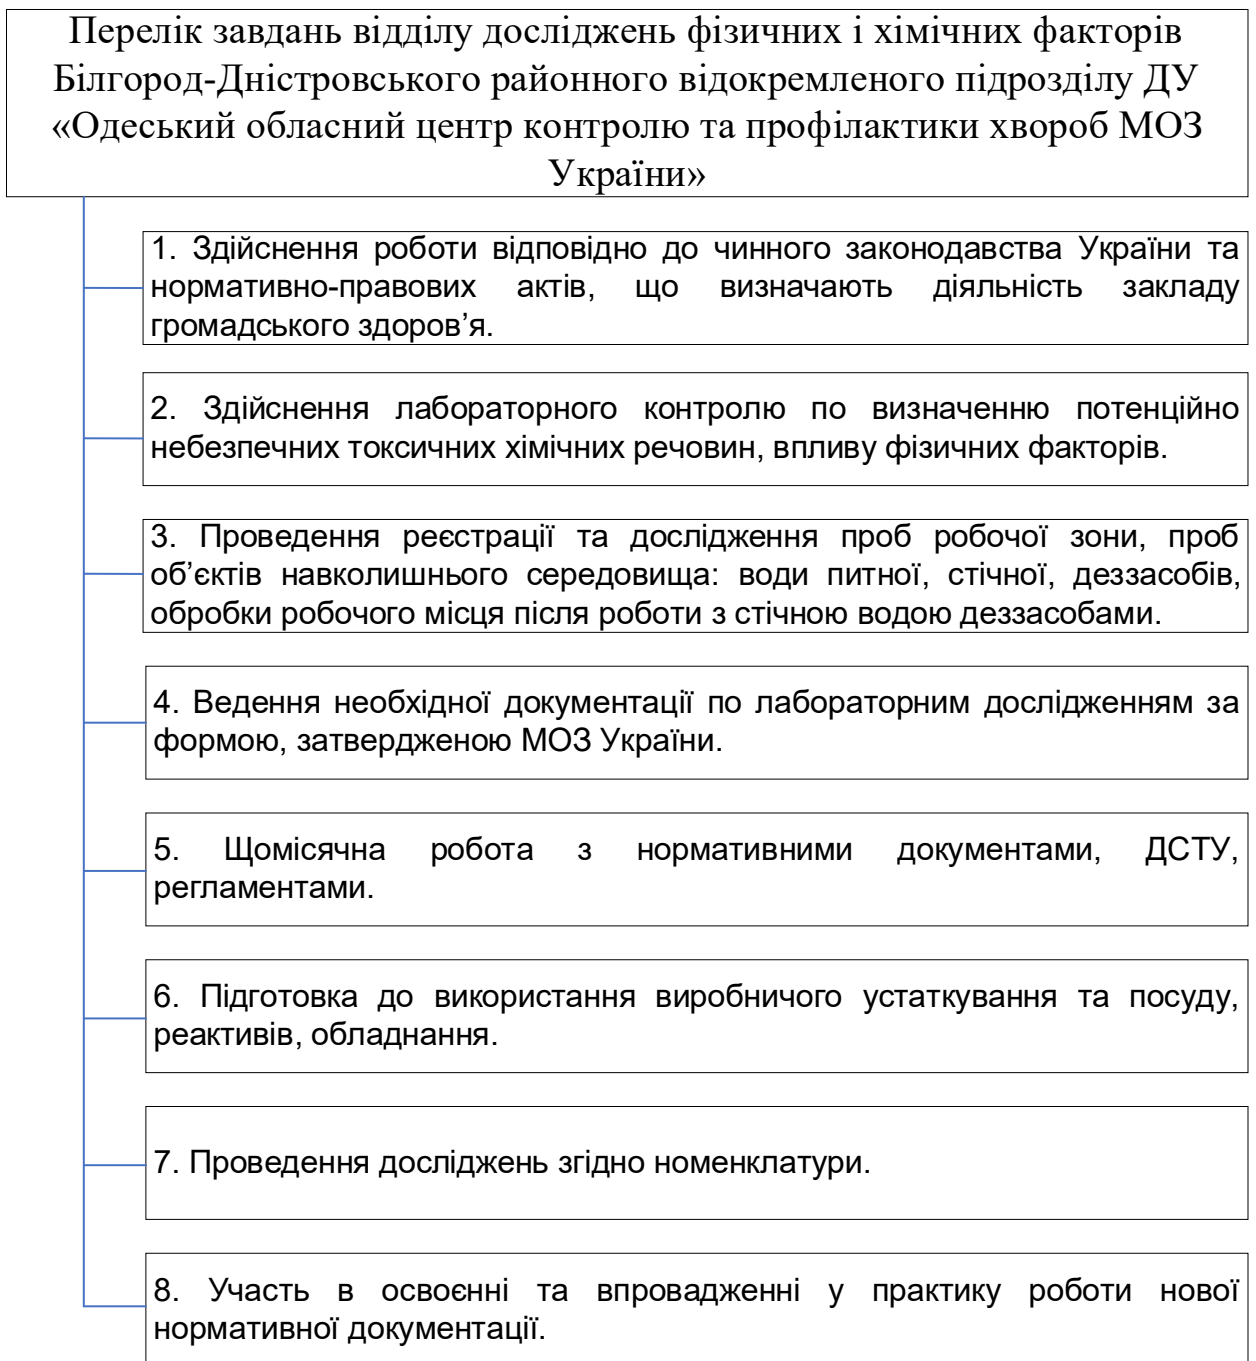 Перелік завдань відділу досліджень фізичних і хімічних факторів
Білгород-Дністровського районного відокремленого підрозділу ДУ
«Одеський обласний центр контролю та профілактики хвороб МОЗ
України»
1. Здійснення роботи відповідно до чинного законодавства України та
нормативно-правових актів, що визначають діяльність закладу
громадського здоров’я.
2. Здійснення лабораторного контролю по визначенню потенційно
небезпечних токсичних хімічних речовин, впливу фізичних факторів.
3. Проведення реєстрації та дослідження проб робочої зони, проб
об’єктів навколишнього середовища: води питної, стічної, деззасобів,
обробки робочого місця після роботи з стічною водою деззасобами.
4. Ведення необхідної документації по лабораторним дослідженням за
формою, затвердженою МОЗ України.
5. Щомісячна робота з нормативними документами, ДСТУ,
регламентами.
6. Підготовка до використання виробничого устаткування та посуду,
реактивів, обладнання.
7. Проведення досліджень згідно номенклатури.
8. Участь в освоєнні та впровадженні у практику роботи нової
нормативної документації.